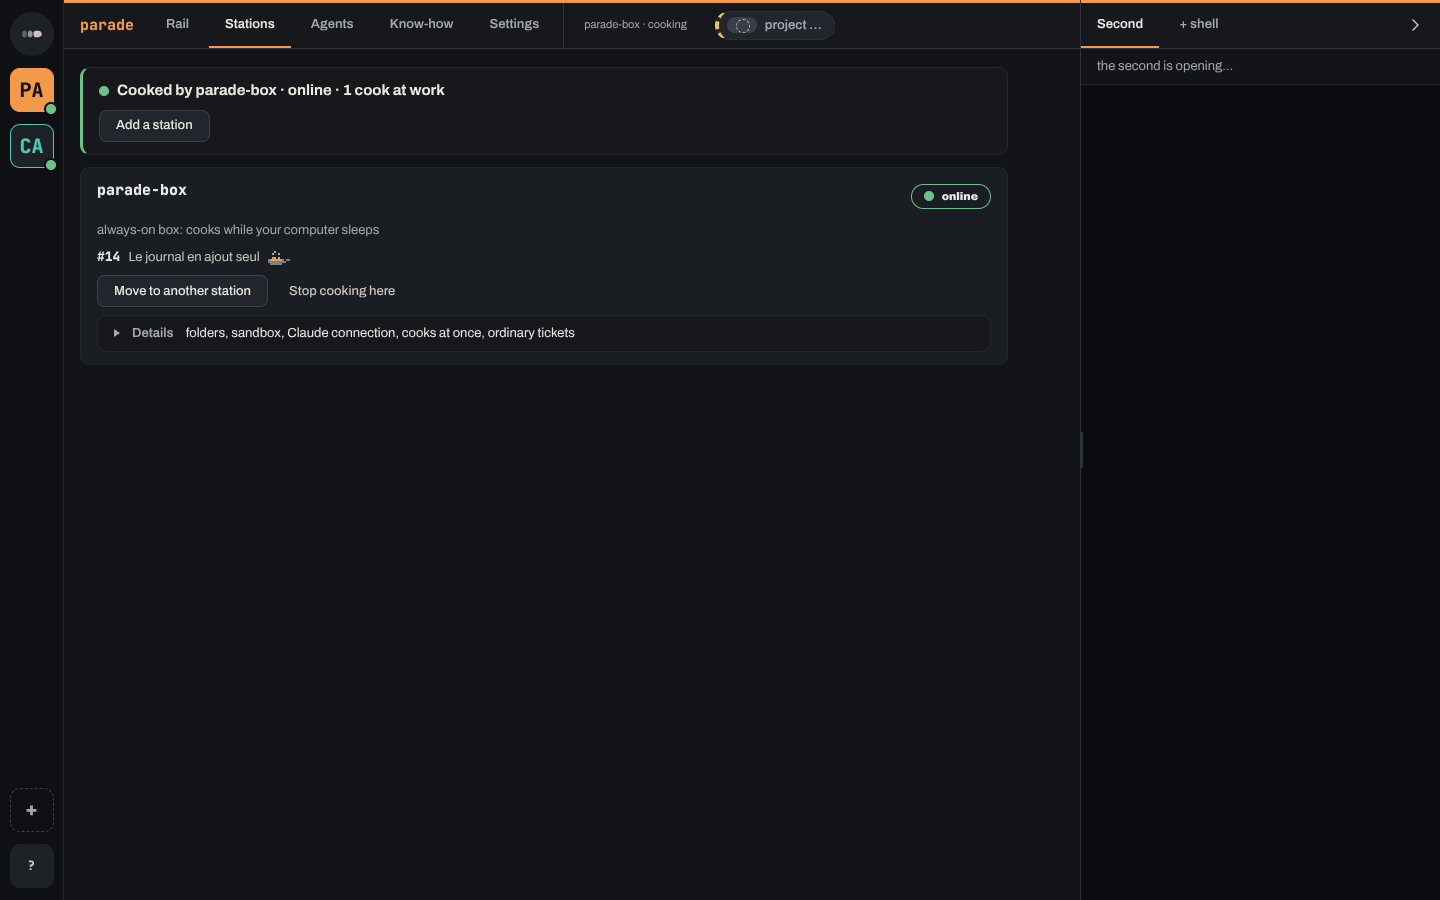 PA
CA
+
?
parade Rail Stations Agents Know-how Settings parade-box · cooking project ...
Cooked by parade-box · online · 1 cook at work
Add a station
parade-box
online
always-on box: cooks while your computer sleeps
#14 Le journal en ajout seul
Move to another station Stop cooking here
Details folders, sandbox, Claude connection, cooks at once, ordinary tickets
Second + shell
the second is opening...